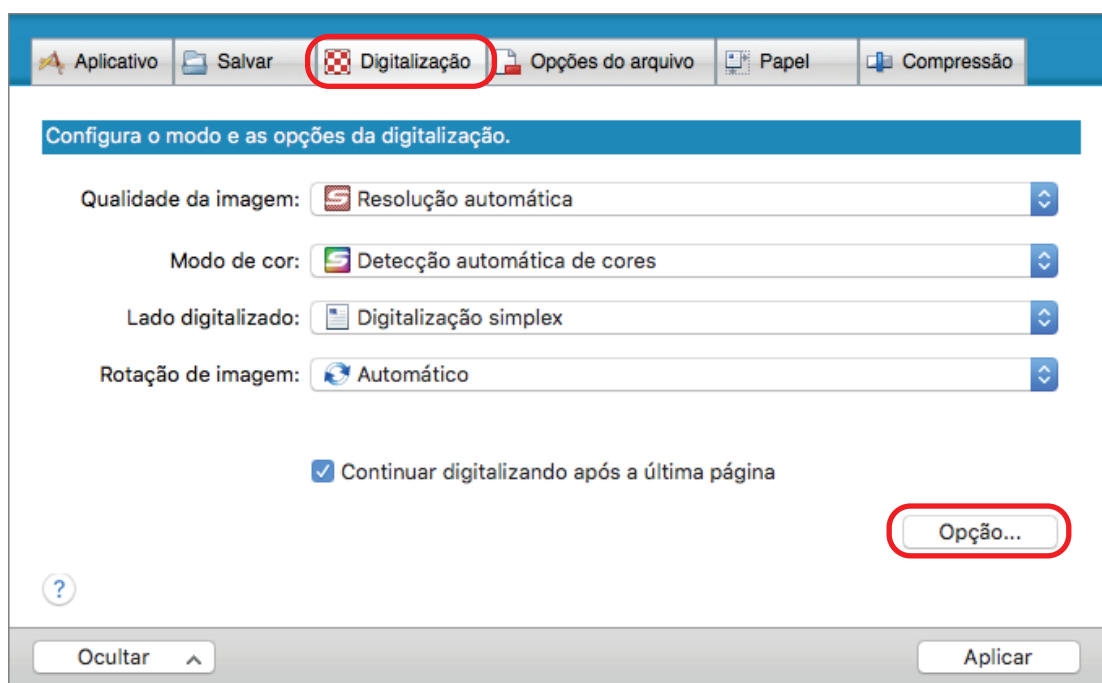 Aplicativo Salvar Digitalização Opções do arquivo Papel Compressão
Configura o modo e as opções da digitalização.
Qualidade da imagem: Resolução automática
Modo de cor: Detecção automática de cores
Lado digitalizado: Digitalização simplex
Rotação de imagem: Automático
Continuar digitalizando após a última página
Opção...
?
Ocultar Aplicar